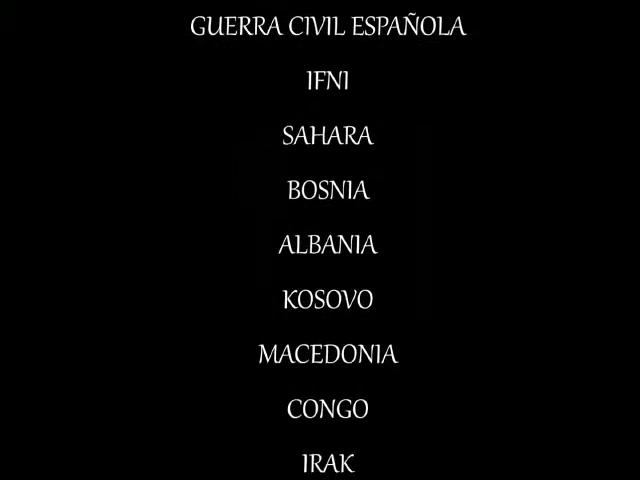 GUERRA CIVIL ESPAÑOLA
IFNI
SAHARA
BOSNIA
ALBANIA
KOSOVO
MACEDONIA
CONGO
IRAK